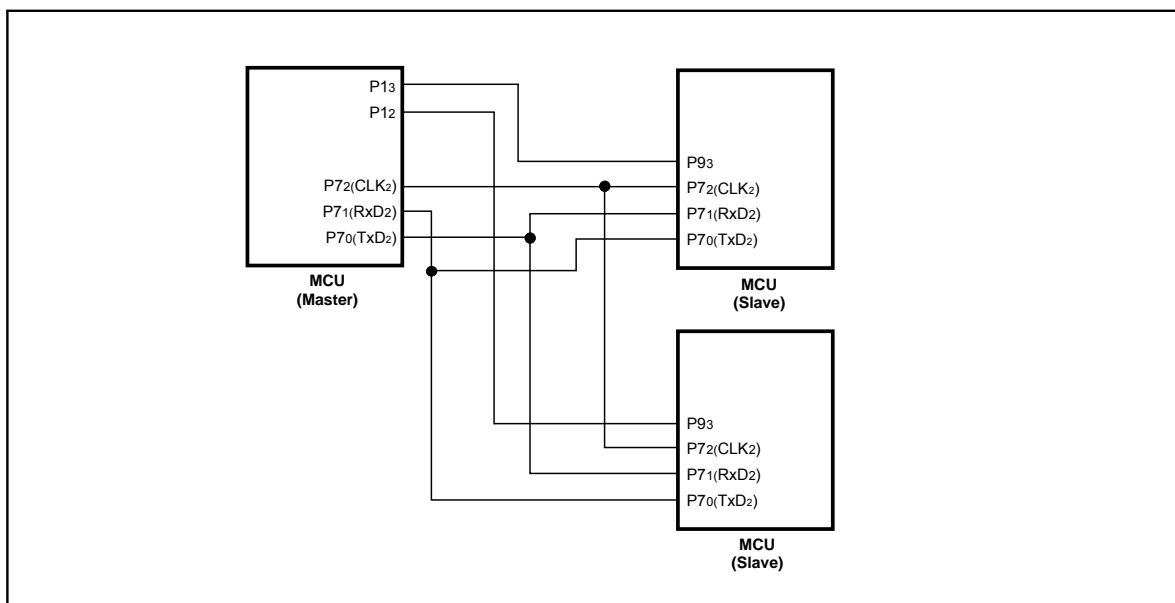 P13
P12
P72(CLK2)
P71(RxD2)
P70(TxD2)
MCU
(Master)
P93
P72(CLK2)
P71(RxD2)
P70(TxD2)
MCU
(Slave)
P93
P72(CLK2)
P71(RxD2)
P70(TxD2)
MCU
(Slave)